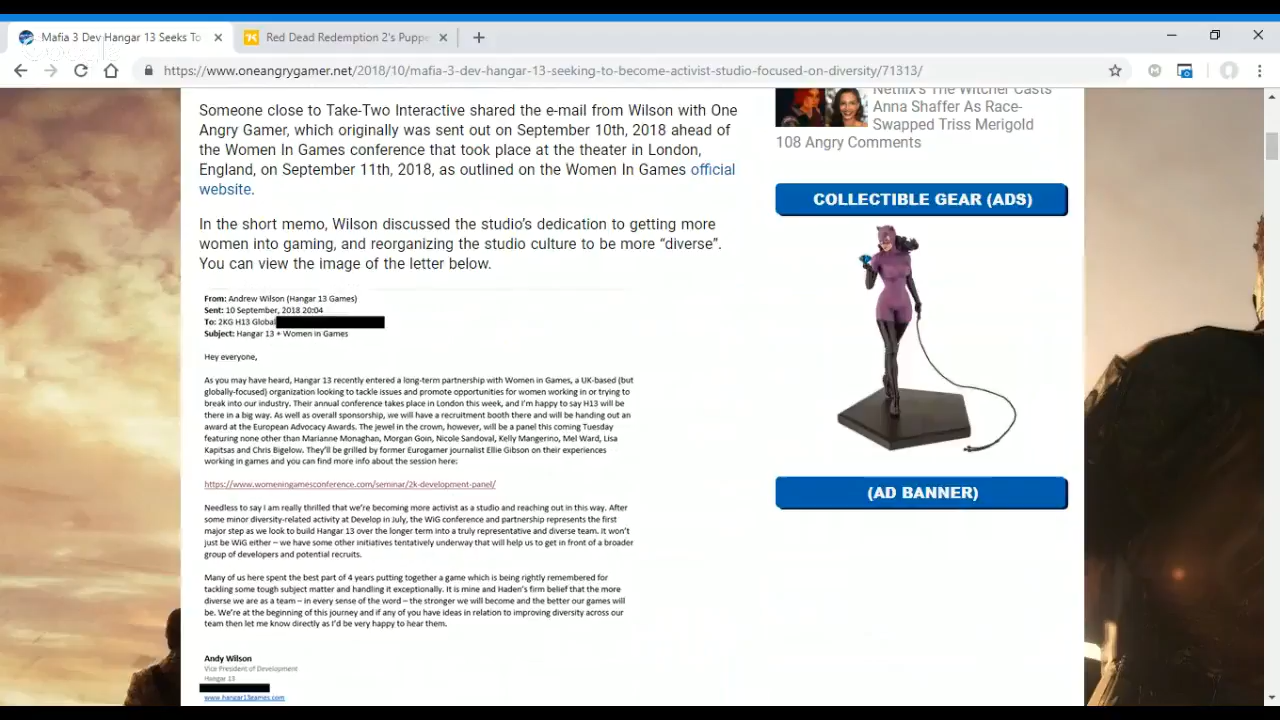 Mafia 3 Dev Hangar 13 Seeks To
Red Dead Redemption 2's Puppe
https://www.oneangrygamer.net/2018/10/mafia-3-dev-hangar-13-seeking-to-become-activist-studio-focused-on-diversity/71313/
Someone close to Take-Two Interactive shared the e-mail from Wilson with One
Angry Gamer, which originally was sent out on September 10th, 2018 ahead of
the Women In Games conference that took place at the theater in London,
England, on September 11th, 2018, as outlined on the Women In Games official
website.
In the short memo, Wilson discussed the studio's dedication to getting more
women into gaming, and reorganizing the studio culture to be more “diverse”.
You can view the image of the letter below.
From: Andrew Wilson (Hangar 13 Games)
Sent: 10 September, 2018 20:04
To: 2KG H13 Global
Subject: Hangar 13 + Women in Games
Hey everyone,
As you may have heard, Hangar 13 recently entered a long-term partnership with Women in Games, a UK-based (but
globally-focused) organization looking to tackle issues and promote opportunities for women working in or trying to
break into our industry. Their annual conference takes place in London this week, and I'm happy to say H13 will be
there in a big way. As well as overall sponsorship, we will have a recruitment booth there and will be handing out an
award at the European Advocacy Awards. The jewel in the crown, however, will be a panel this coming Tuesday
featuring none other than Marianne Monaghan, Morgan Goin, Nicole Sandoval, Kelly Mangerino, Mel Ward, Lisa
Kapitsas and Chris Bigelow. They'll be grilled by former Eurogamer journalist Ellie Gibson on their experiences
working in games and you can find more info about the session here:
https://www.womeningamesconference.com/seminar/2k-development-panel/
Needless to say I am really thrilled that we're becoming more activist as a studio and reaching out in this way. After
some minor diversity-related activity at Develop in July, the WiG conference and partnership represents the first
major step as we look to build Hangar 13 over the longer term into a truly representative and diverse team. It won't
just be WiG either – we have some other initiatives tentatively underway that will help us to get in front of a broader
group of developers and potential recruits.
Many of us here spent the best part of 4 years putting together a game which is being rightly remembered for
tackling some tough subject matter and handling it exceptionally. It is mine and Haden's firm belief that the more
diverse we are as a team – in every sense of the word – the stronger we will become and the better our games will
be. We're at the beginning of this journey and if any of you have ideas in relation to improving diversity across our
team then let me know directly as I'd be very happy to hear them.
Andy Wilson
Vice President of Development
Hangar 13
www.hangar13games.com
Netflix's The Witcher Casts
Anna Shaffer As Race-
Swapped Triss Merigold
108 Angry Comments
COLLECTIBLE GEAR (ADS)
(AD BANNER)